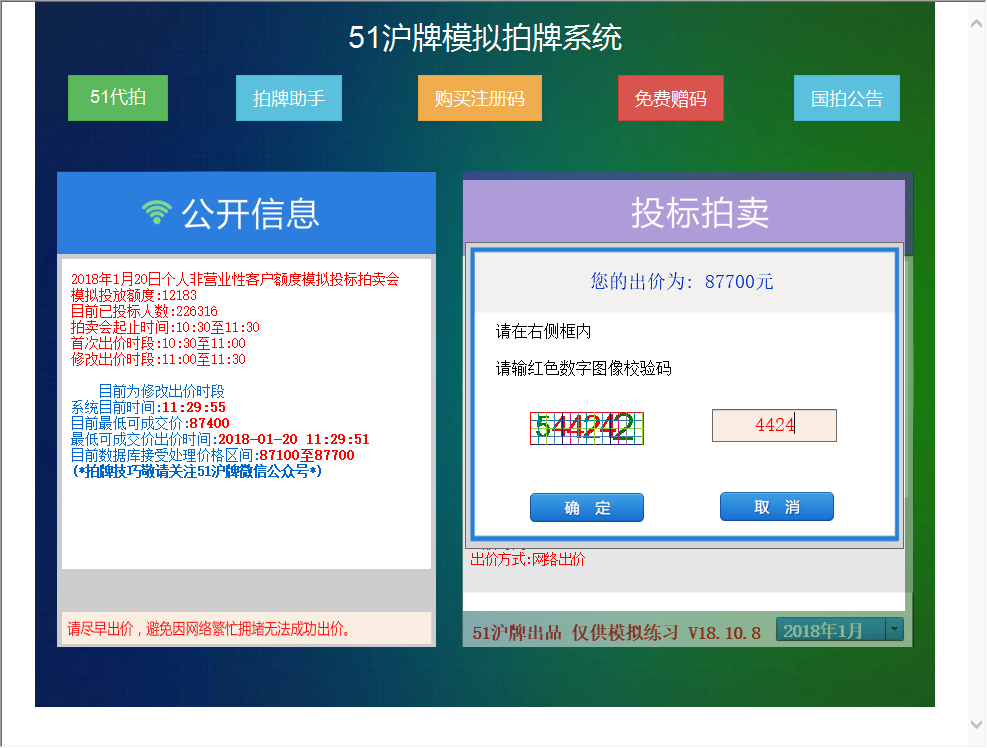 51沪牌模拟拍牌系统
51代拍 拍牌助手 购买注册码 免费赠码 国拍公告
公开信息
2018年1月20日个人非营业性客户额度模拟投标拍卖会
模拟投放额度:12183
目前已投标人数:226316
拍卖会起止时间:10:30至11:30
首次出价时段:10:30至11:00
修改出价时段:11:00至11:30
目前为修改出价时段
系统目前时间:11:29:55
目前最低可成交价:87400
最低可成交价出价时间:2018-01-20 11:29:51
目前数据库接受处理价格区间:87100至87700
(*拍牌技巧敬请关注51沪牌微信公众号*)
请尽早出价，避免因网络繁忙拥堵无法成功出价。
投标拍卖
您的出价为: 87700元
请在右侧框内
请输红色数字图像校验码
544242
4424
确 定 取 消
出价方式:网络出价
51沪牌出品 仅供模拟练习 V18.10.8 2018年1月